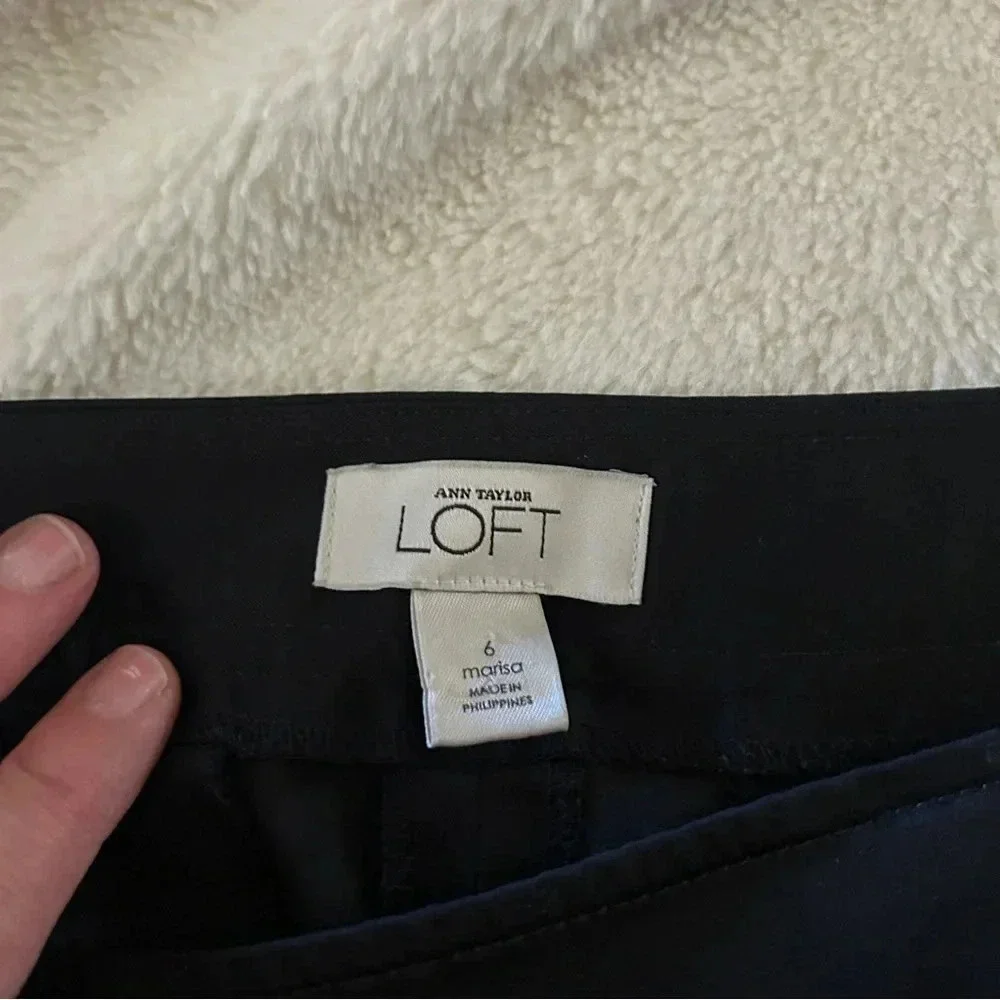 ANN TAYLOR
LOFT
6
marisa
MADE IN
PHILIPPINES